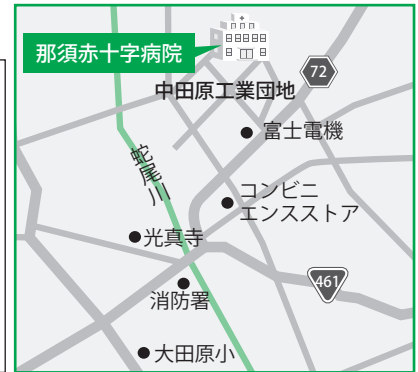 那須赤十字病院
中田原工業団地
72
富士電機
蛇尾川
コンビニ
エンスストア
光真寺
461
消防署
大田原小